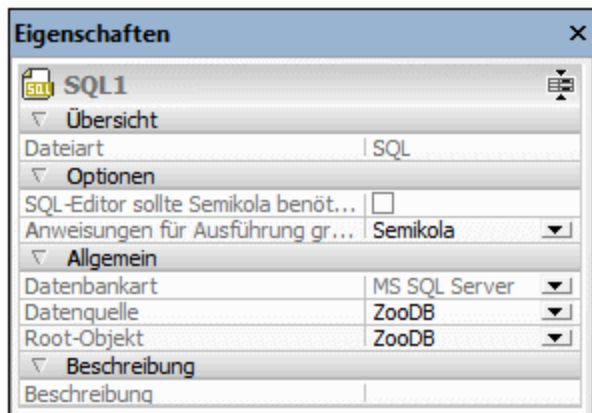 Eigenschaften
SQL1
Übersicht
Dateiart SQL
Optionen
SQL-Editor sollte Semikola benöt...
Anweisungen für Ausführung gr... Semikola
Allgemein
Datenbankart MS SQL Server
Datenquelle ZooDB
Root-Objekt ZooDB
Beschreibung
Beschreibung